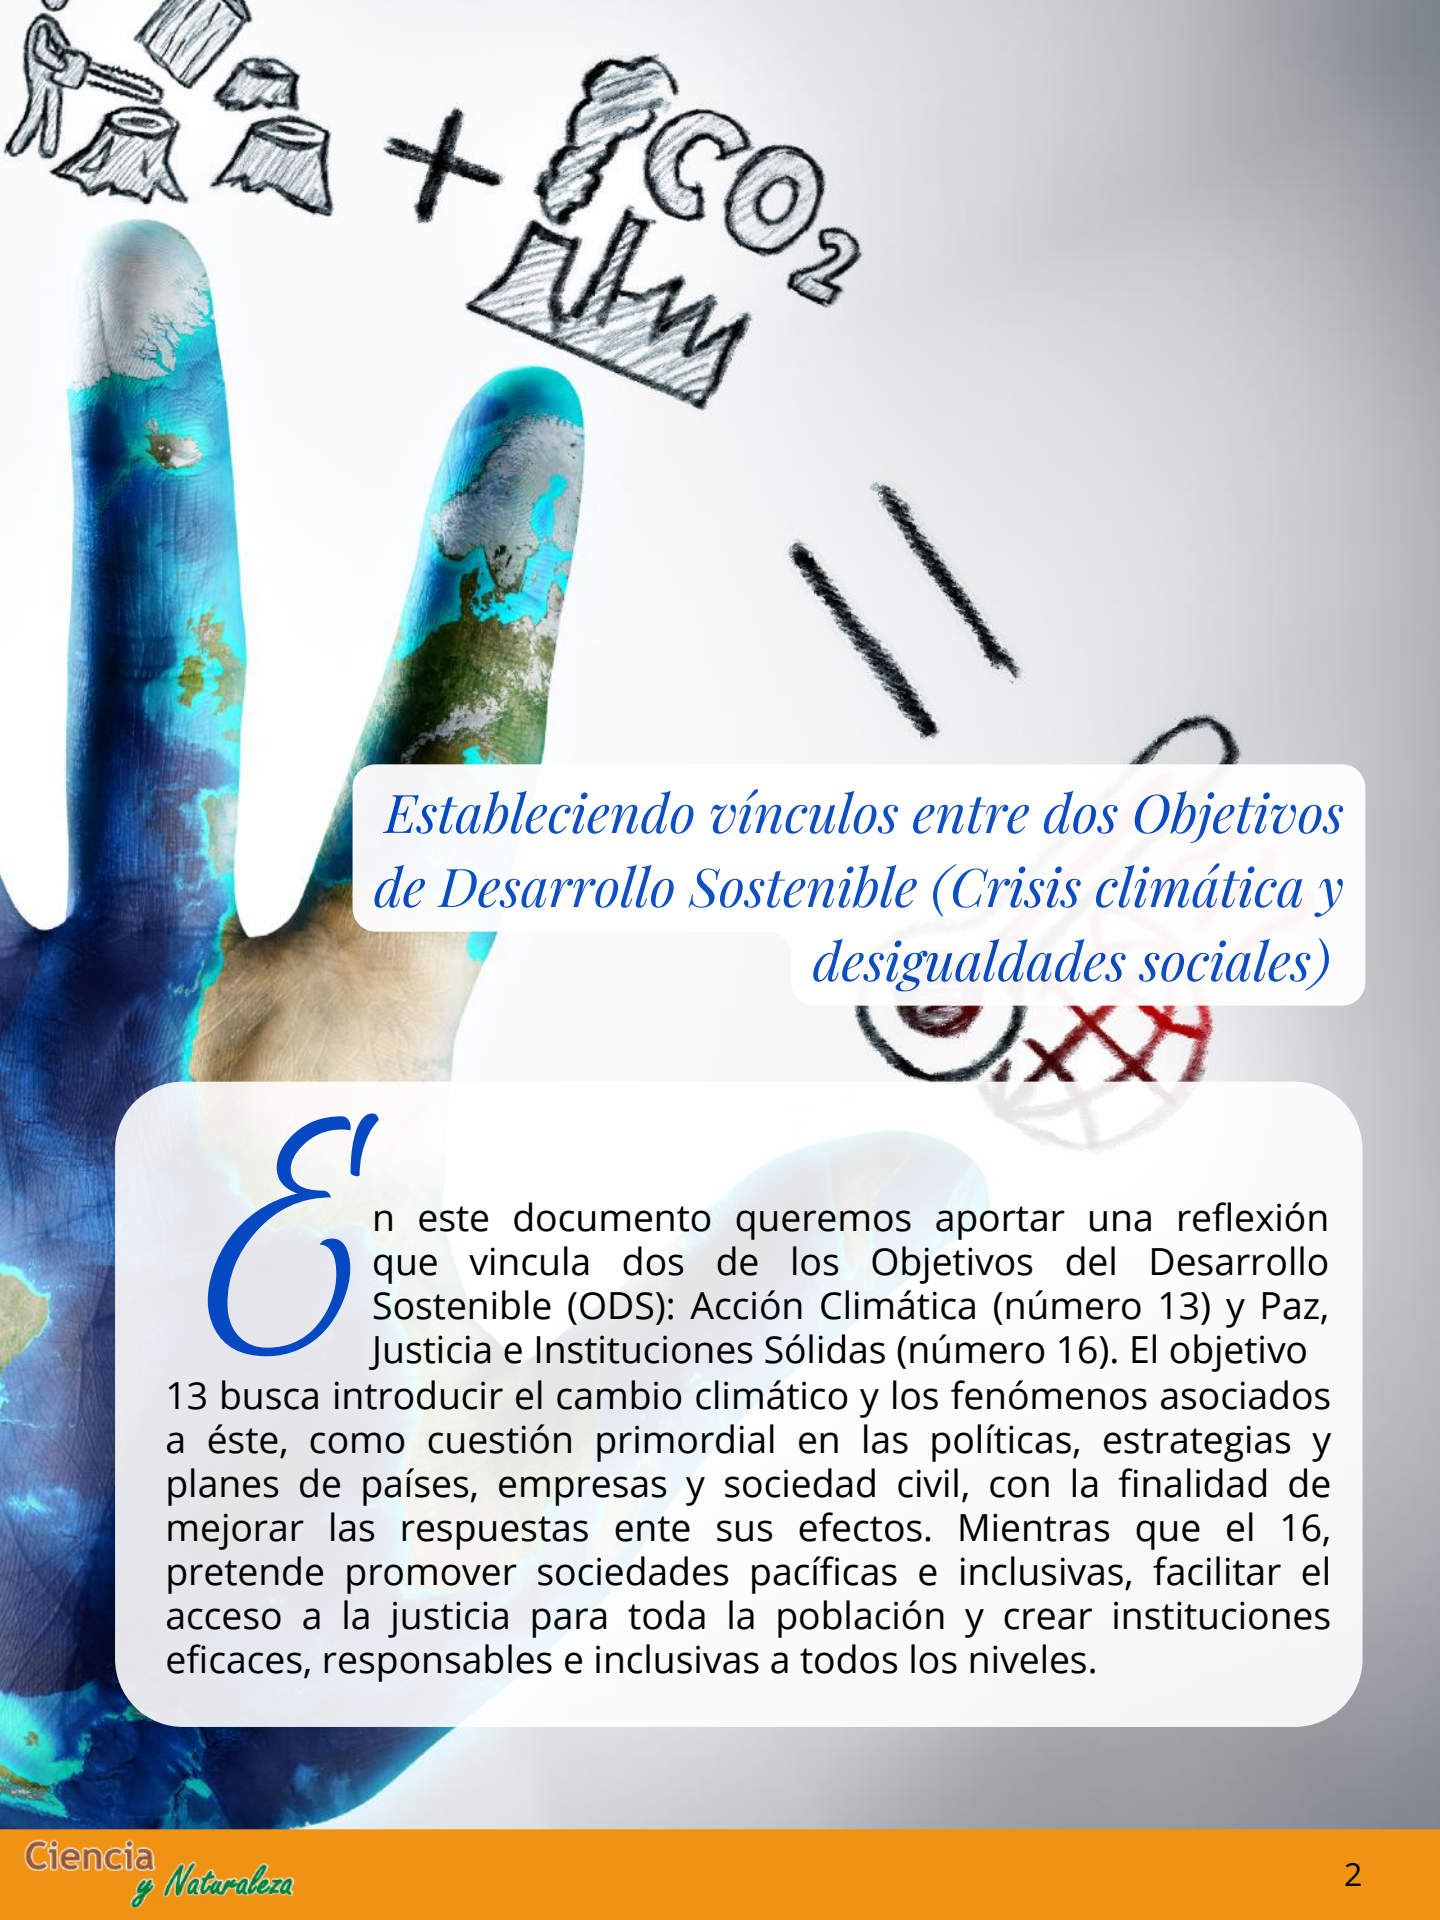 CO2
Estableciendo vínculos entre dos Objetivos
de Desarrollo Sostenible (Crisis climática y
desigualdades sociales)
En este documento queremos aportar una reflexión
que vincula dos de los Objetivos del Desarrollo
Sostenible (ODS): Acción Climática (número 13) y Paz,
Justicia e Instituciones Sólidas (número 16). El objetivo
13 busca introducir el cambio climático y los fenómenos asociados
a éste, como cuestión primordial en las políticas, estrategias y
planes de países, empresas y sociedad civil, con la finalidad de
mejorar las respuestas ente sus efectos. Mientras que el 16,
pretende promover sociedades pacíficas e inclusivas, facilitar el
acceso a la justicia para toda la población y crear instituciones
eficaces, responsables e inclusivas a todos los niveles.
Ciencia
y Naturaleza
2